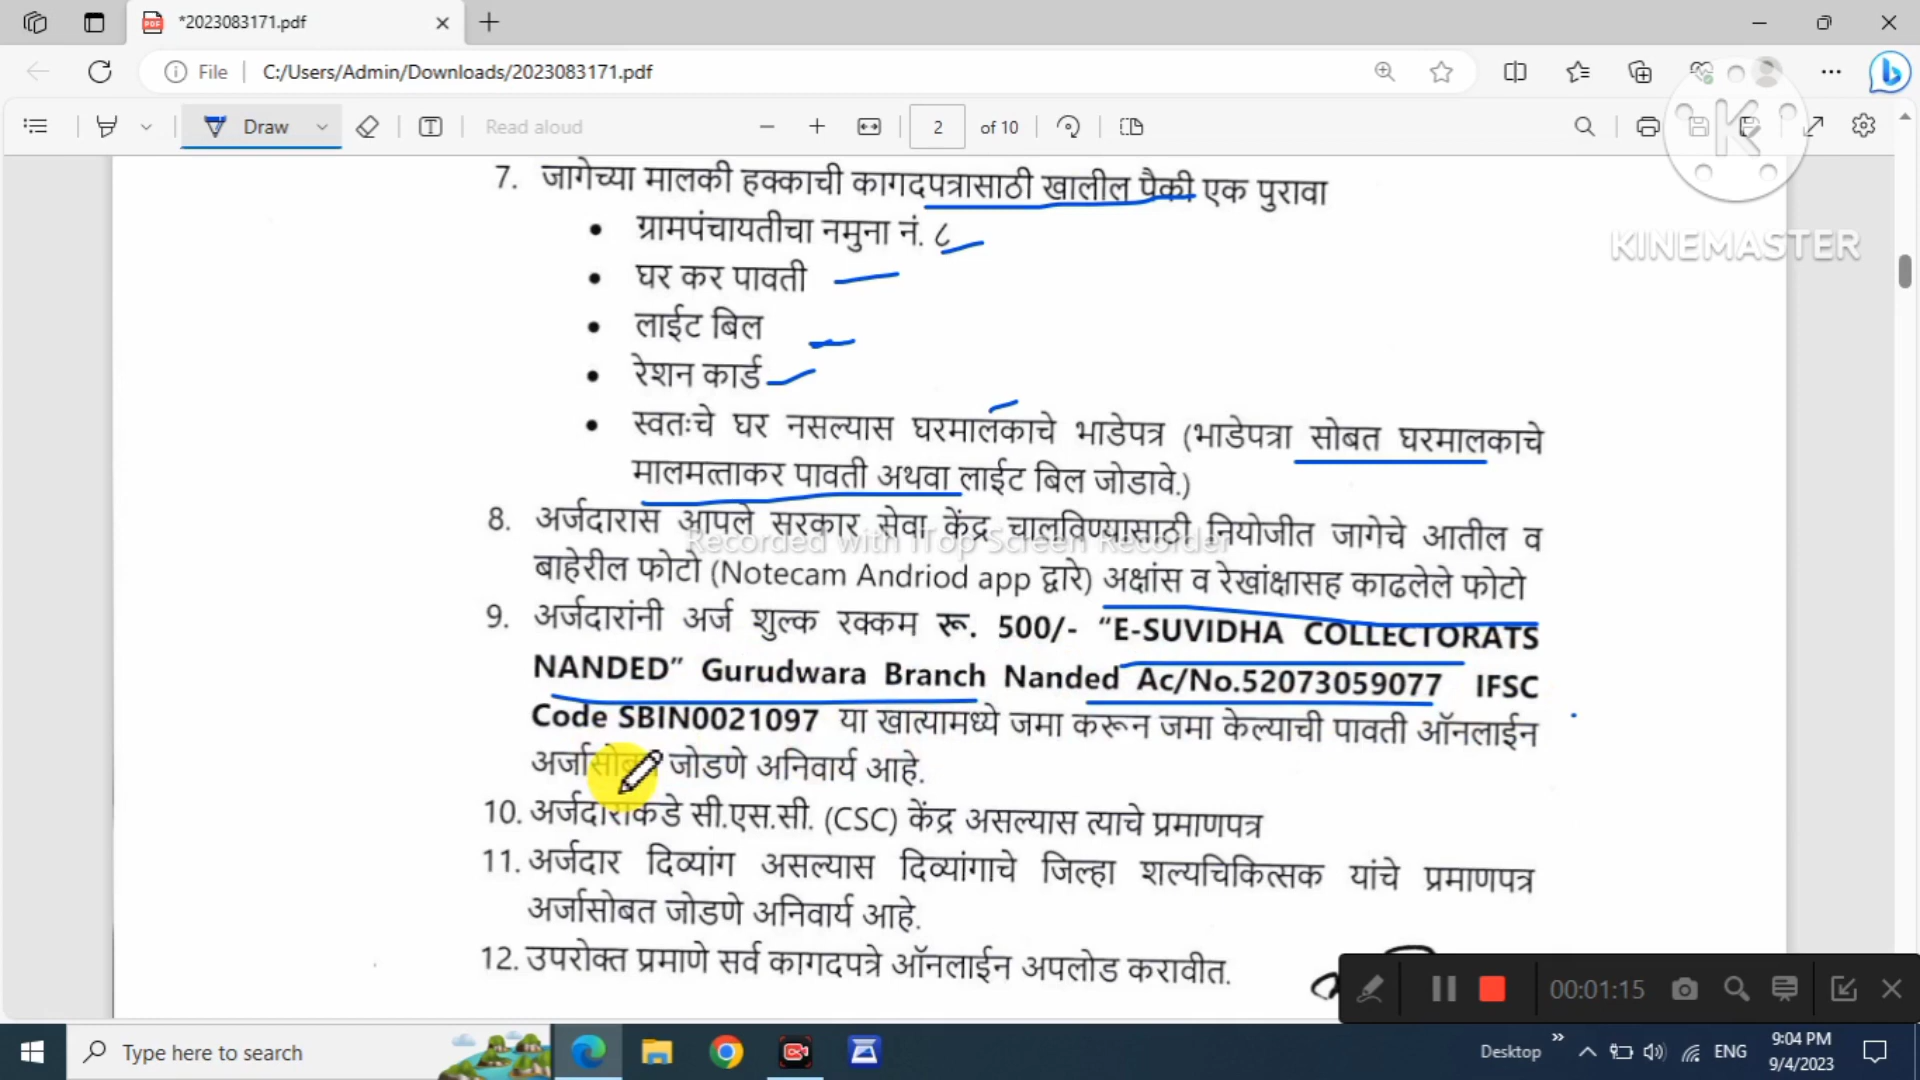 *2023083171.pdf
File
C:/Users/Admin/Downloads/2023083171.pdf
Draw
Read aloud
2
of 10
KINEMASTER
7. जागेच्या मालकी हक्काची कागदपत्रासाठी खालील पैकी एक पुरावा
• ग्रामपंचायतीचा नमुना नं. ८
• घर कर पावती
• लाईट बिल
• रेशन कार्ड
• स्वतःचे घर नसल्यास घरमालकाचे भाडेपत्र (भाडेपत्रा सोबत घरमालकाचे
मालमत्ताकर पावती अथवा लाईट बिल जोडावे.)
8. अर्जदारास आपले सरकार सेवा केंद्र चालविण्यासाठी नियोजीत जागेचे आतील व
Recorded with iTop Screen Recorder
बाहेरील फोटो (Notecam Andriod app द्वारे) अक्षांस व रेखांक्षासह काढलेले फोटो
9. अर्जदारांनी अर्ज शुल्क रक्कम रू. 500/- “E-SUVIDHA COLLECTORATS
NANDED” Gurudwara Branch Nanded Ac/No.52073059077 IFSC
Code SBIN0021097 या खात्यामध्ये जमा करून जमा केल्याची पावती ऑनलाईन
अर्जासोबत जोडणे अनिवार्य आहे.
10. अर्जदाराकडे सी.एस.सी. (CSC) केंद्र असल्यास त्याचे प्रमाणपत्र
11. अर्जदार दिव्यांग असल्यास दिव्यांगाचे जिल्हा शल्यचिकित्सक यांचे प्रमाणपत्र
अर्जासोबत जोडणे अनिवार्य आहे.
12. उपरोक्त प्रमाणे सर्व कागदपत्रे ऑनलाईन अपलोड करावीत.
00:01:15
Type here to search
Desktop
ENG
9:04 PM
9/4/2023